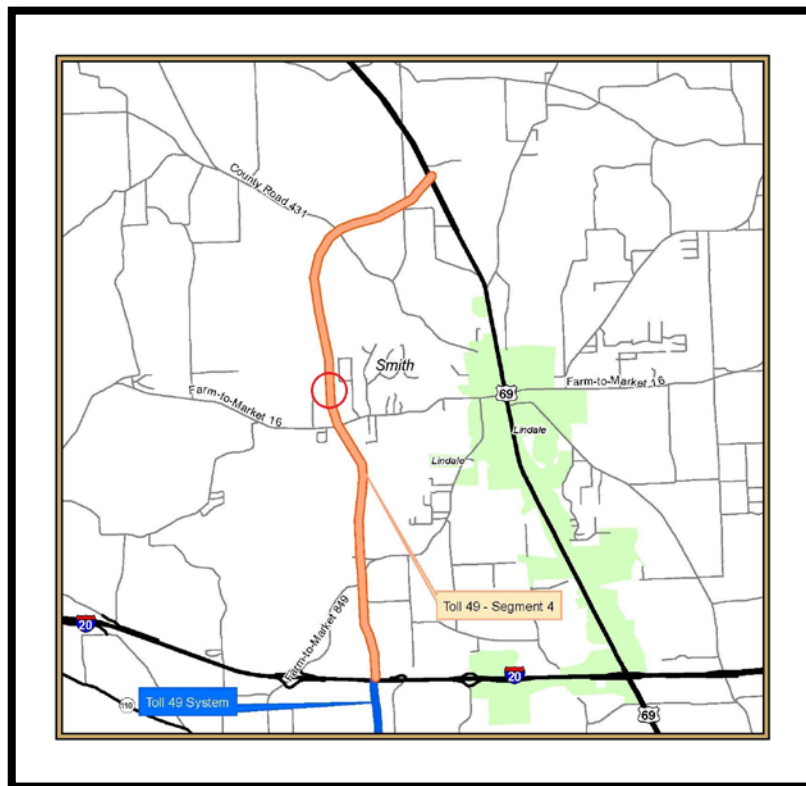 County Road 431
Smith
Farm-to-Market 16
69
Farm-to-Market 16
Lindale
Lindale
Toll 49 - Segment 4
Farm-to-Market 849
20
20
110
Toll 49 System
69